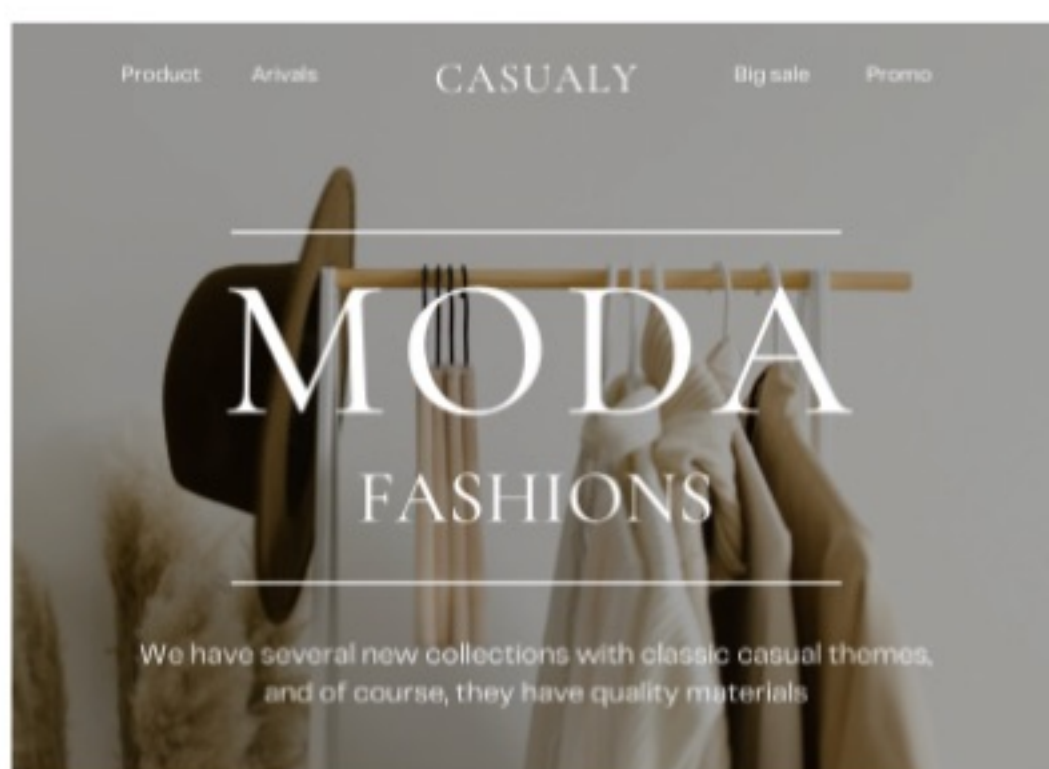 Product Arivals CASUALY Big sale Promo
MODA
FASHIONS
We have several new collections with classic casual themes,
and of course, they have quality materials